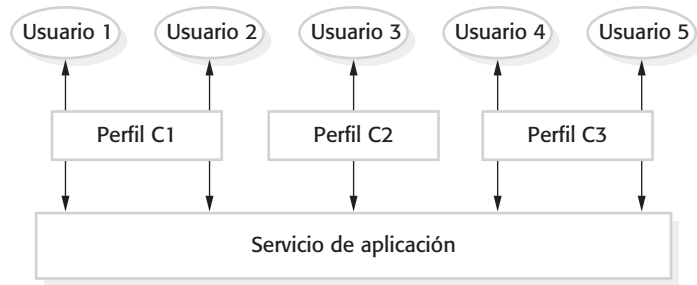 Usuario 1
Usuario 2
Usuario 3
Usuario 4
Usuario 5
Perfil C1
Perfil C2
Perfil C3
Servicio de aplicación